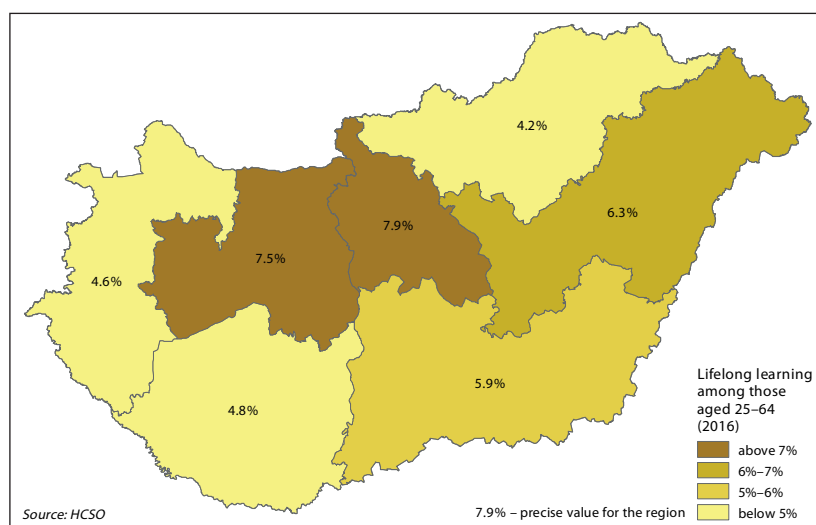 4.2%
6.3%
7.9%
7.5%
4.6%
5.9%
4.8%
Lifelong learning
among those
aged 25–64
(2016)
above 7%
6%–7%
5%–6%
below 5%
Source: HCSO
7.9% – precise value for the region